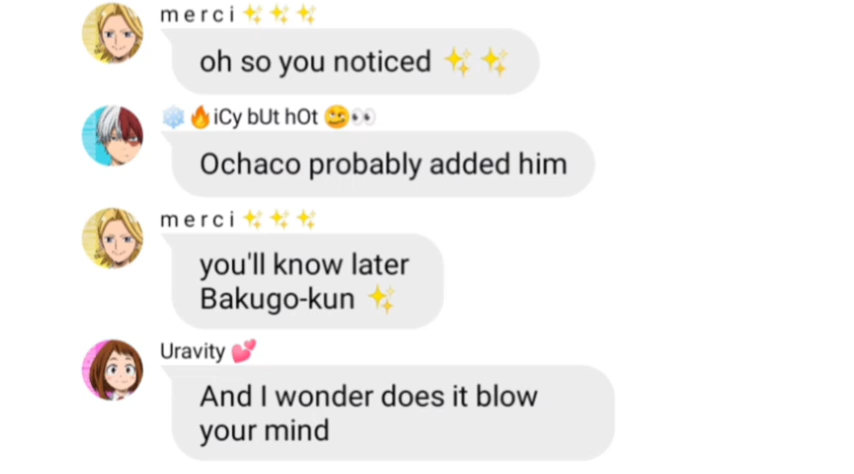 m e r c i ✨✨✨
oh so you noticed ✨✨
❄️🔥iCy bUt hOt 🥴👀
Ochaco probably added him
m e r c i ✨✨✨
you'll know later
Bakugo-kun ✨
Uravity 💕
And I wonder does it blow
your mind